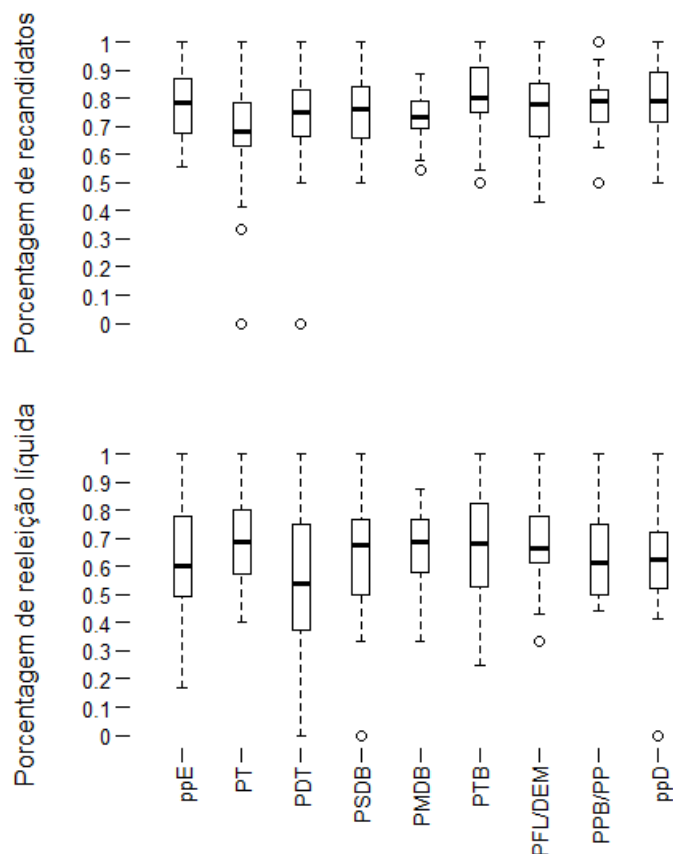 Porcentagem de recandidatos
1
0.9
0.8
0.7
0.6
0.5
0.4
0.3
0.2
0.1
0
Porcentagem de reeleição líquida
1
0.9
0.8
0.7
0.6
0.5
0.4
0.3
0.2
0.1
0
ppE
PT
PDT
PSDB
PMDB
PTB
PFL/DEM
PPB/PP
ppD